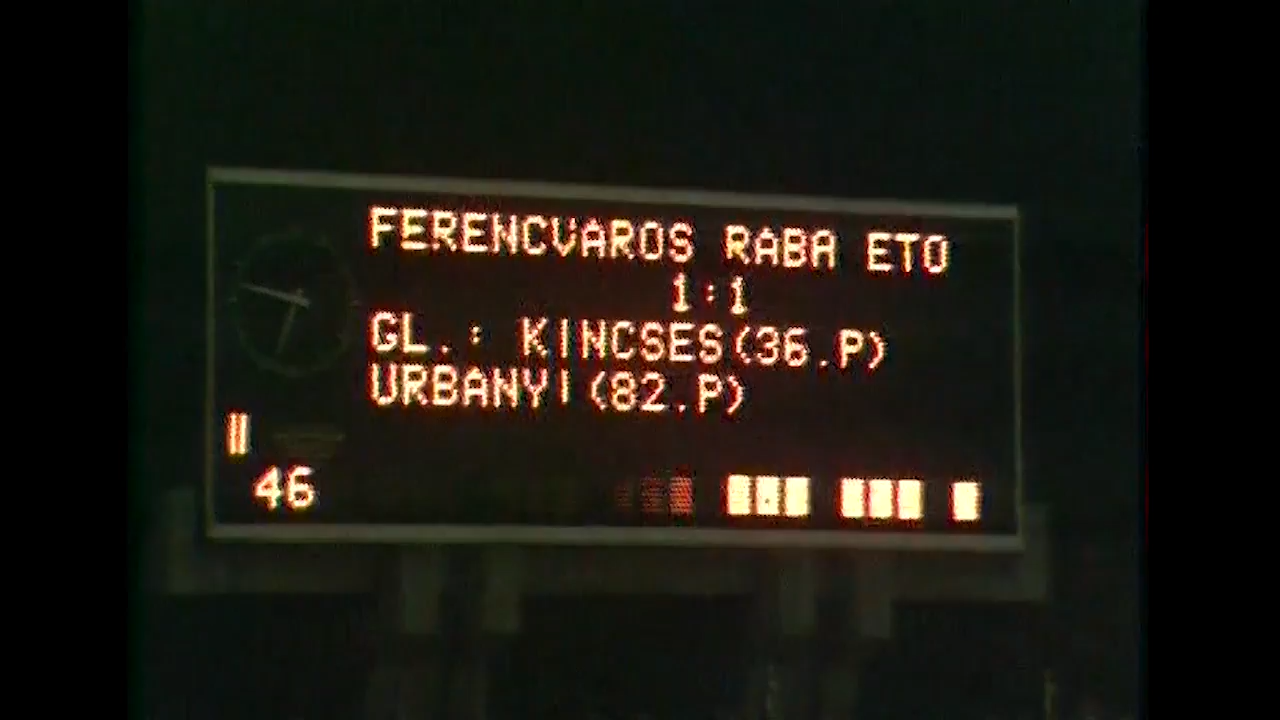 FERENCVAROS RABA ETO
1:1
GL.: KINCSES(36.P)
URBANYI(82.P)
II
46